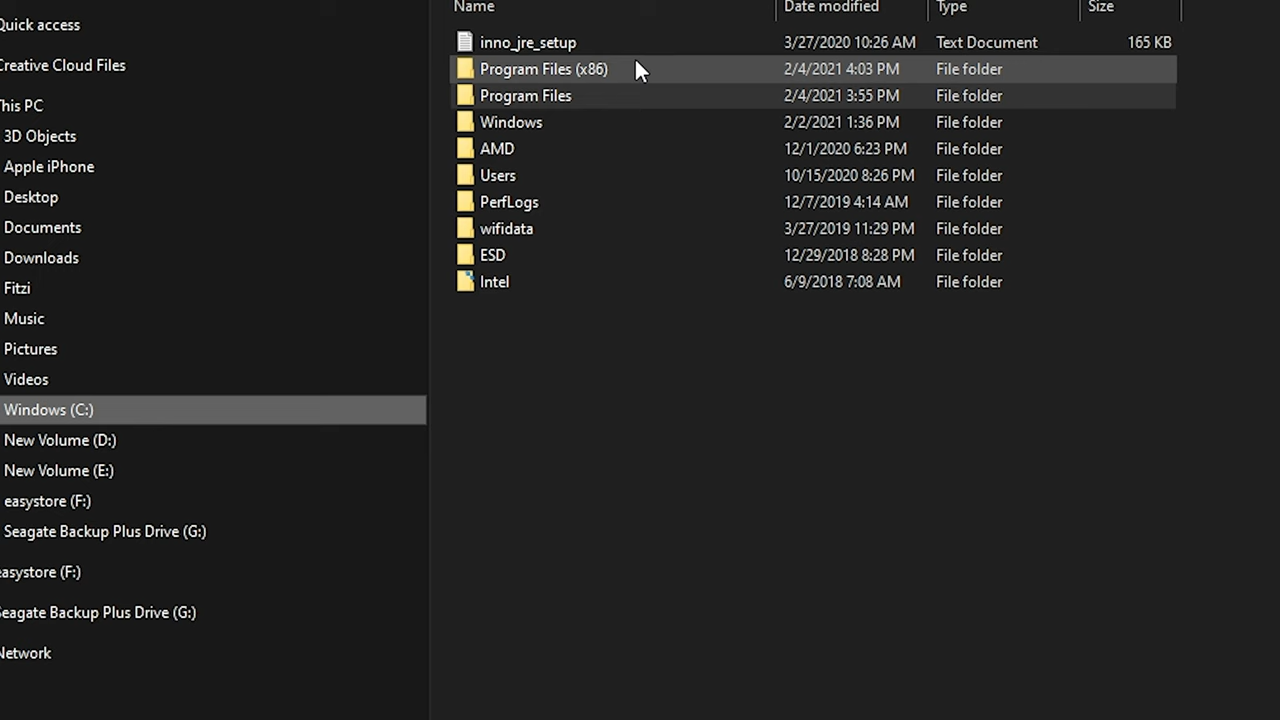 Quick access
Creative Cloud Files
This PC
3D Objects
Apple iPhone
Desktop
Documents
Downloads
Fitzi
Music
Pictures
Videos
Windows (C:)
New Volume (D:)
New Volume (E:)
easystore (F:)
Seagate Backup Plus Drive (G:)
easystore (F:)
Seagate Backup Plus Drive (G:)
Network
Name Date modified Type Size
inno_jre_setup 3/27/2020 10:26 AM Text Document 165 KB
Program Files (x86) 2/4/2021 4:03 PM File folder
Program Files 2/4/2021 3:55 PM File folder
Windows 2/2/2021 1:36 PM File folder
AMD 12/1/2020 6:23 PM File folder
Users 10/15/2020 8:26 PM File folder
PerfLogs 12/7/2019 4:14 AM File folder
wifidata 3/27/2019 11:29 PM File folder
ESD 12/29/2018 8:28 PM File folder
Intel 6/9/2018 7:08 AM File folder